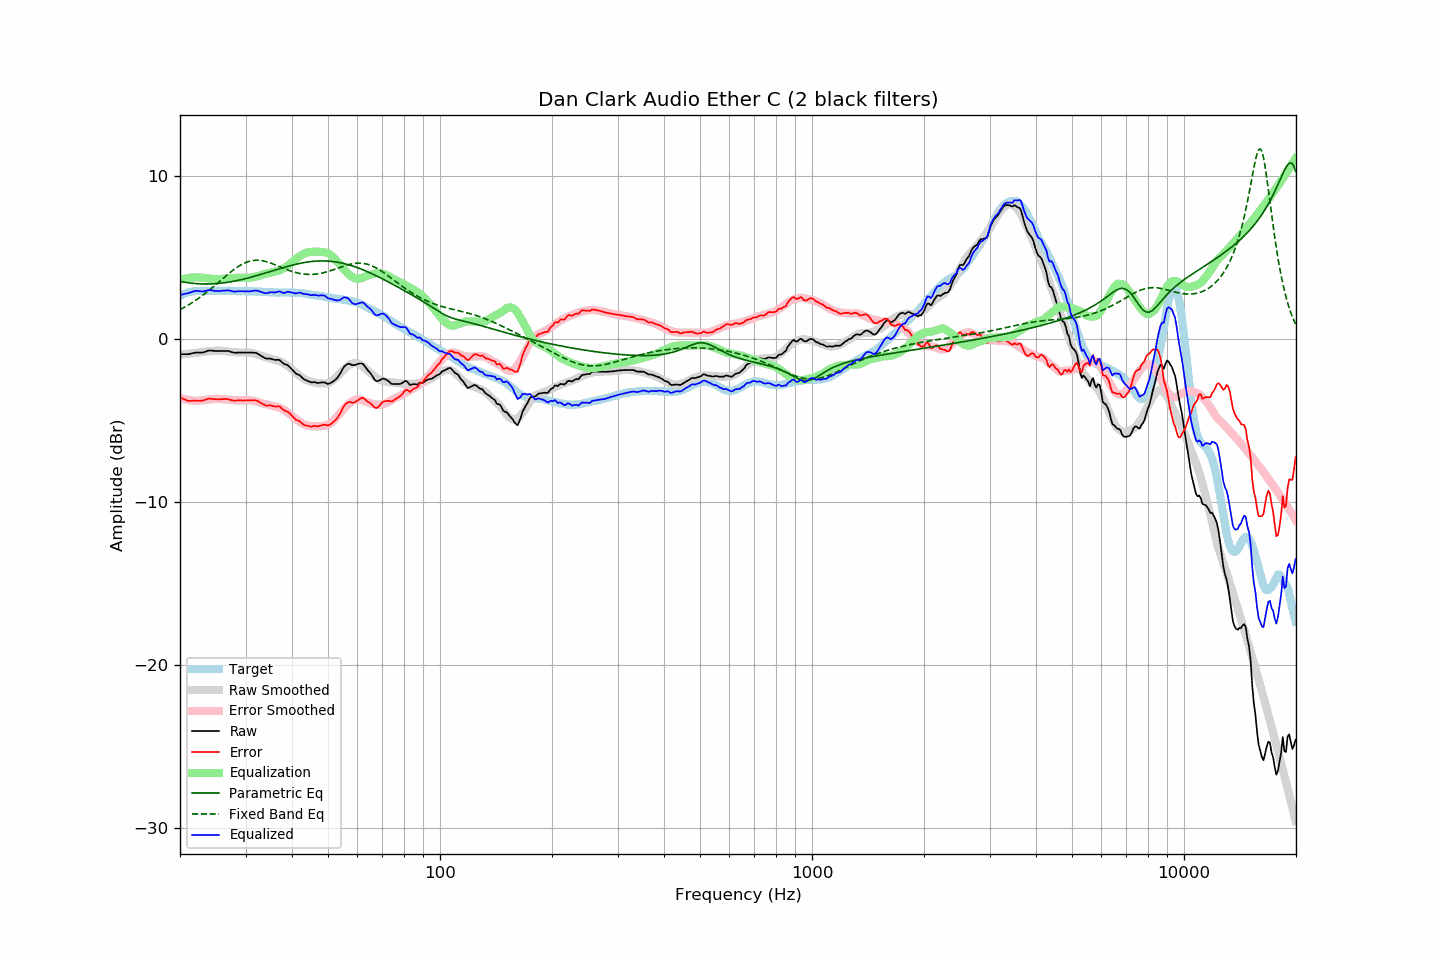 Dan Clark Audio Ether C (2 black filters)
10
0
−10
−20
−30
Amplitude (dBr)
Target
Raw Smoothed
Error Smoothed
Raw
Error
Equalization
Parametric Eq
Fixed Band Eq
Equalized
100
1000
10000
Frequency (Hz)